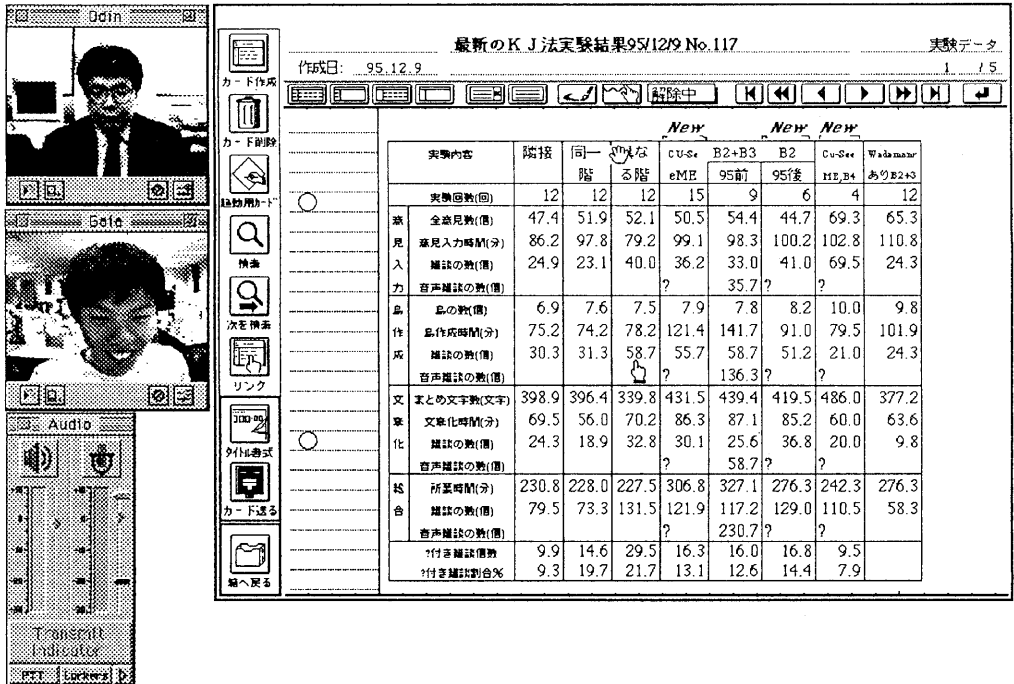 Odin
Gate
Audio
Transmit
Indicator
PTT
Lurkers
カード作成
カード削除
起動用カード
検索
次を検索
リンク
タイトル書式
カード送る
箱へ戻る
最新のKJ法実験結果95/12/9 No.117
実験データ
作成日: 95.12.9
1 / 5
解除中
New New New
実験内容 隣接 同一階 異なる階 CU-SeeME B2+B3 95前 B2 95後 Cu-See ME,B4 ありB2+3
実験回数(回) 12 12 12 15 9 6 4 12
意見入力
全意見数(個) 47.4 51.9 52.1 50.5 54.4 44.7 69.3 65.3
意見入力時間(分) 86.2 97.8 79.2 99.1 98.3 100.2 102.8 110.8
雑談の数(個) 24.9 23.1 40.0 36.2 33.0 41.0 69.5 24.3
音声雑談の数(個) ? 35.7 ? ?
島作成
島の数(個) 6.9 7.6 7.5 7.9 7.8 8.2 10.0 9.8
島作成時間(分) 75.2 74.2 78.2 121.4 141.7 91.0 79.5 101.9
雑談の数(個) 30.3 31.3 58.7 55.7 58.7 51.2 21.0 24.3
音声雑談の数(個) ? 136.3 ? ?
文章化
まとめ文字数(文字) 398.9 396.4 339.8 431.5 439.4 419.5 486.0 377.2
文章化時間(分) 69.5 56.0 70.2 86.3 87.1 85.2 60.0 63.6
雑談の数(個) 24.3 18.9 32.8 30.1 25.6 36.8 20.0 9.8
音声雑談の数(個) ? 58.7 ? ?
総合
所要時間(分) 230.8 228.0 227.5 306.8 327.1 276.3 242.3 276.3
雑談の数(個) 79.5 73.3 131.5 121.9 117.2 129.0 110.5 58.3
音声雑談の数(個) ? 230.7 ? ?
?付き雑談個数 9.9 14.6 29.5 16.3 16.0 16.8 9.5
?付き雑談割合% 9.3 19.7 21.7 13.1 12.6 14.4 7.9